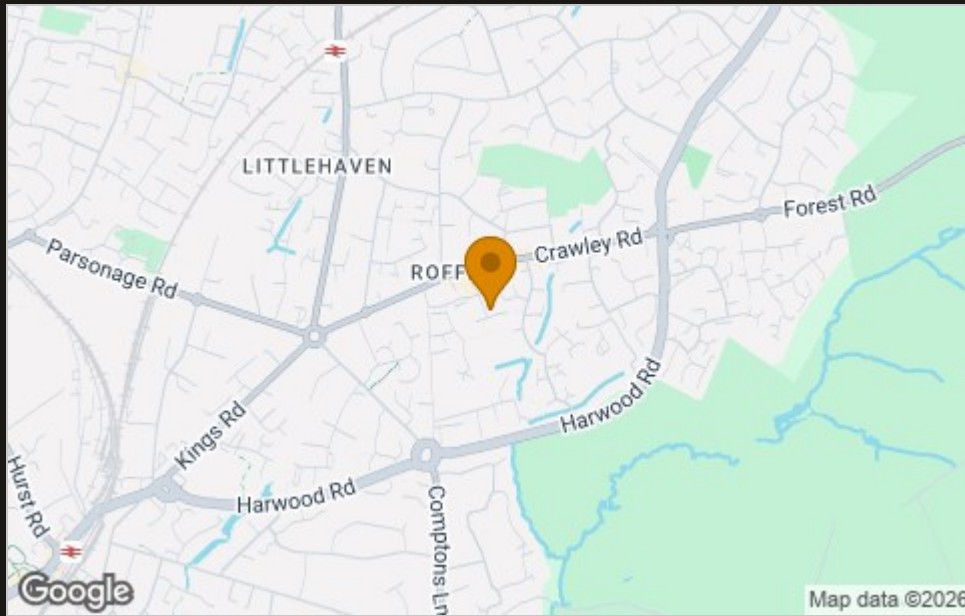 LITTLEHAVEN
Forest Rd
Crawley Rd
Parsonage Rd
ROFF
Harwood Rd
Kings Rd
Hurst Rd
Harwood Rd
Comptons Ln
Google
Map data ©2026